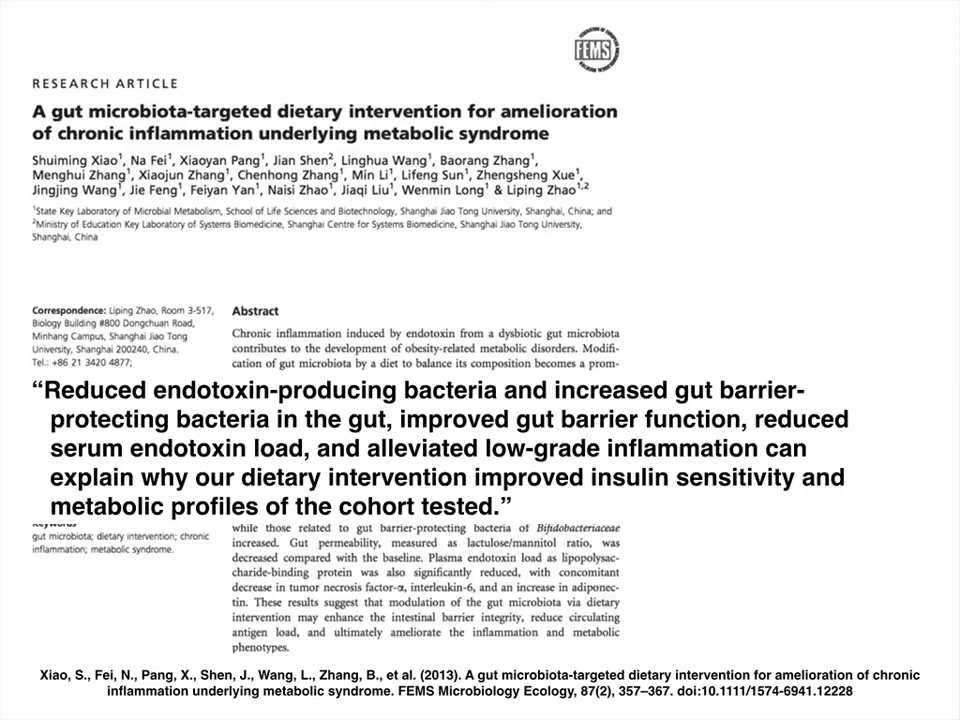 FEMS
RESEARCH ARTICLE
A gut microbiota-targeted dietary intervention for amelioration
of chronic inflammation underlying metabolic syndrome
Shuiming Xiao¹, Na Fei¹, Xiaoyan Pang¹, Jian Shen², Linghua Wang¹, Baorang Zhang¹,
Menghui Zhang¹, Xiaojun Zhang¹, Chenhong Zhang¹, Min Li¹, Lifeng Sun¹, Zhengsheng Xue¹,
Jingjing Wang¹, Jie Feng¹, Feiyan Yan¹, Naisi Zhao¹, Jiaqi Liu¹, Wenmin Long¹ & Liping Zhao¹,²
¹State Key Laboratory of Microbial Metabolism, School of Life Sciences and Biotechnology, Shanghai Jiao Tong University, Shanghai, China; and
²Ministry of Education Key Laboratory of Systems Biomedicine, Shanghai Centre for Systems Biomedicine, Shanghai Jiao Tong University,
Shanghai, China
Correspondence: Liping Zhao, Room 3-517,
Biology Building #800 Dongchuan Road,
Minhang Campus, Shanghai Jiao Tong
University, Shanghai 200240, China.
Tel.: +86 21 3420 4877;
Abstract
Chronic inflammation induced by endotoxin from a dysbiotic gut microbiota
contributes to the development of obesity-related metabolic disorders. Modifi-
cation of gut microbiota by a diet to balance its composition becomes a prom-
“Reduced endotoxin-producing bacteria and increased gut barrier-
protecting bacteria in the gut, improved gut barrier function, reduced
serum endotoxin load, and alleviated low-grade inflammation can
explain why our dietary intervention improved insulin sensitivity and
metabolic profiles of the cohort tested.”
Keywords
gut microbiota; dietary intervention; chronic
inflammation; metabolic syndrome.
while those related to gut barrier-protecting bacteria of Bifidobacteriaceae
increased. Gut permeability, measured as lactulose/mannitol ratio, was
decreased compared with the baseline. Plasma endotoxin load as lipopolysac-
charide-binding protein was also significantly reduced, with concomitant
decrease in tumor necrosis factor-α, interleukin-6, and an increase in adiponec-
tin. These results suggest that modulation of the gut microbiota via dietary
intervention may enhance the intestinal barrier integrity, reduce circulating
antigen load, and ultimately ameliorate the inflammation and metabolic
phenotypes.
Xiao, S., Fei, N., Pang, X., Shen, J., Wang, L., Zhang, B., et al. (2013). A gut microbiota-targeted dietary intervention for amelioration of chronic
inflammation underlying metabolic syndrome. FEMS Microbiology Ecology, 87(2), 357–367. doi:10.1111/1574-6941.12228